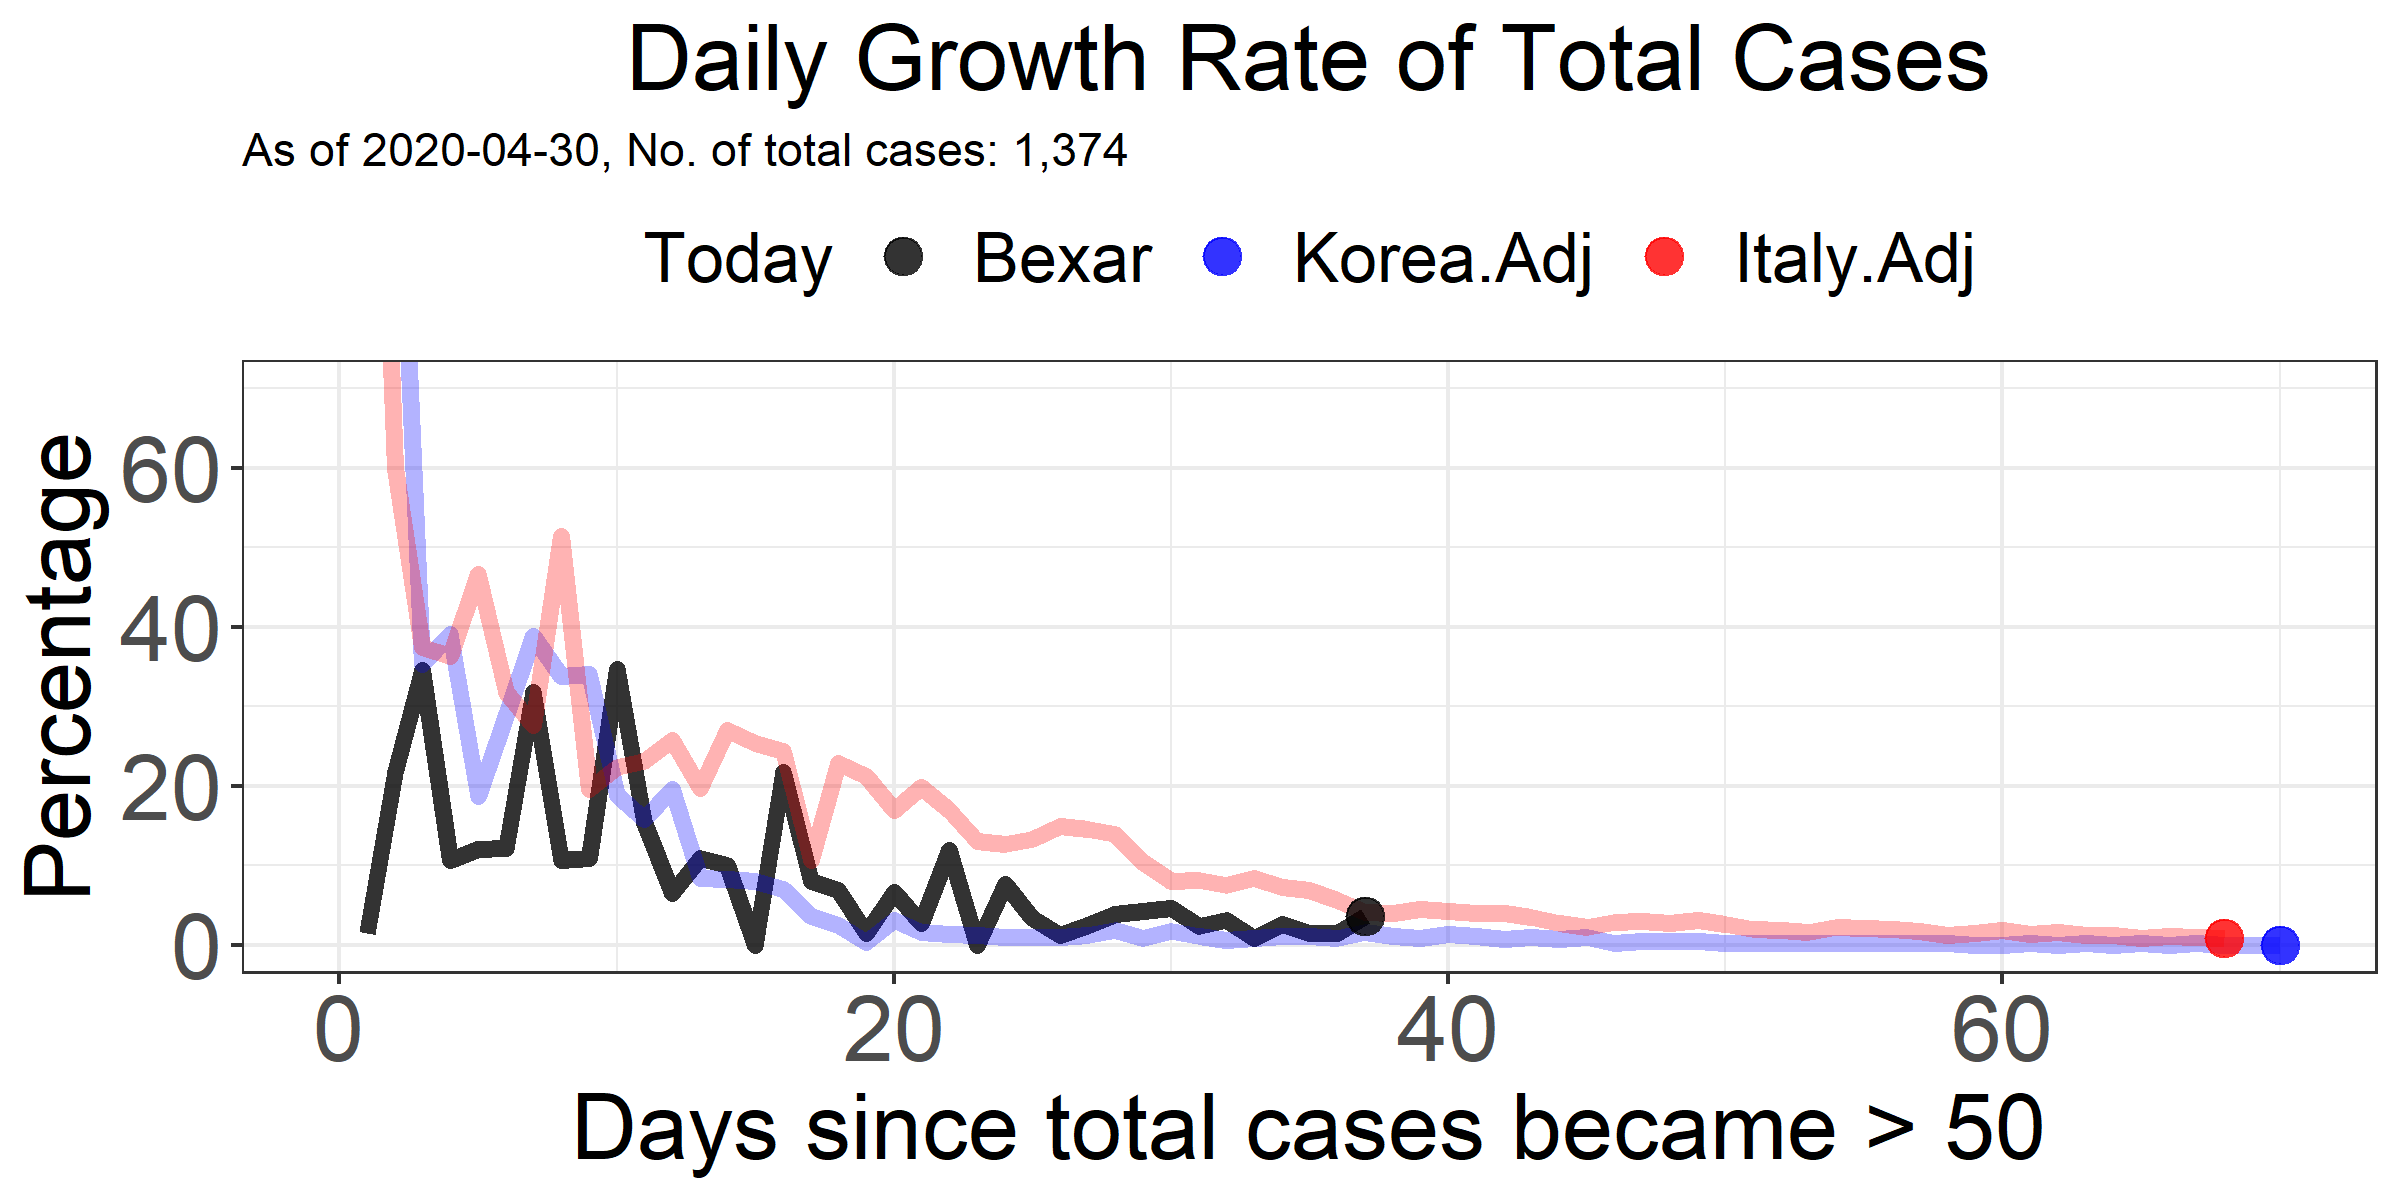 Daily Growth Rate of Total Cases
As of 2020-04-30, No. of total cases: 1,374
Today Bexar Korea.Adj Italy.Adj
Percentage
60
40
20
0
0 20 40 60
Days since total cases became > 50